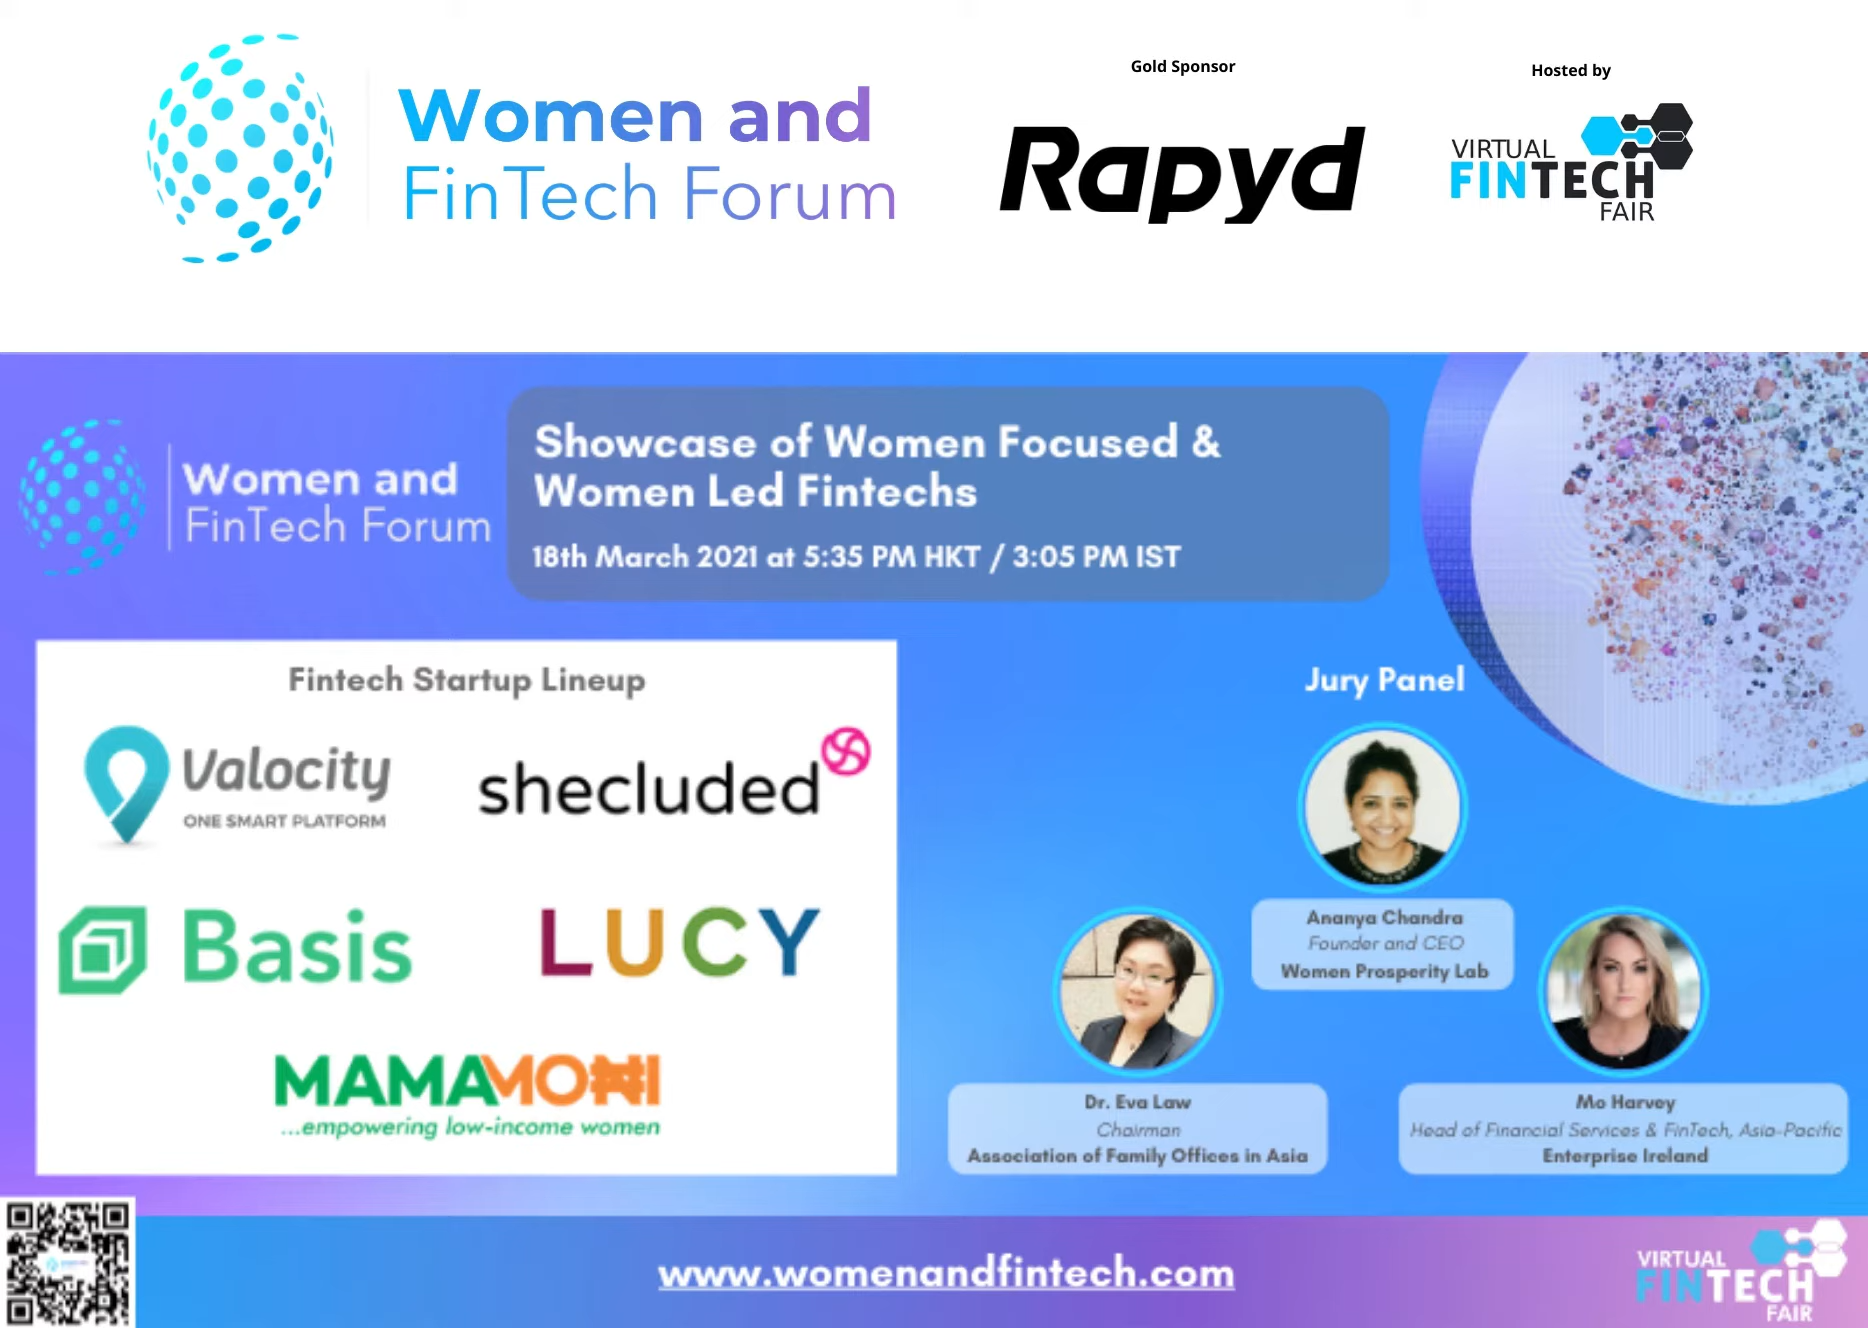 Women and
FinTech Forum
Gold Sponsor
Rapyd
Hosted by
VIRTUAL
FINTECH
FAIR
Women and
FinTech Forum
Showcase of Women Focused &
Women Led Fintechs
18th March 2021 at 5:35 PM HKT / 3:05 PM IST
Fintech Startup Lineup
Valocity
ONE SMART PLATFORM
shecluded
Basis
LUCY
MAMAMONI
...empowering low-income women
Jury Panel
Ananya Chandra
Founder and CEO
Women Prosperity Lab
Dr. Eva Law
Chairman
Association of Family Offices in Asia
Mo Harvey
Head of Financial Services & FinTech, Asia-Pacific
Enterprise Ireland
www.womenandfintech.com
VIRTUAL
FINTECH
FAIR